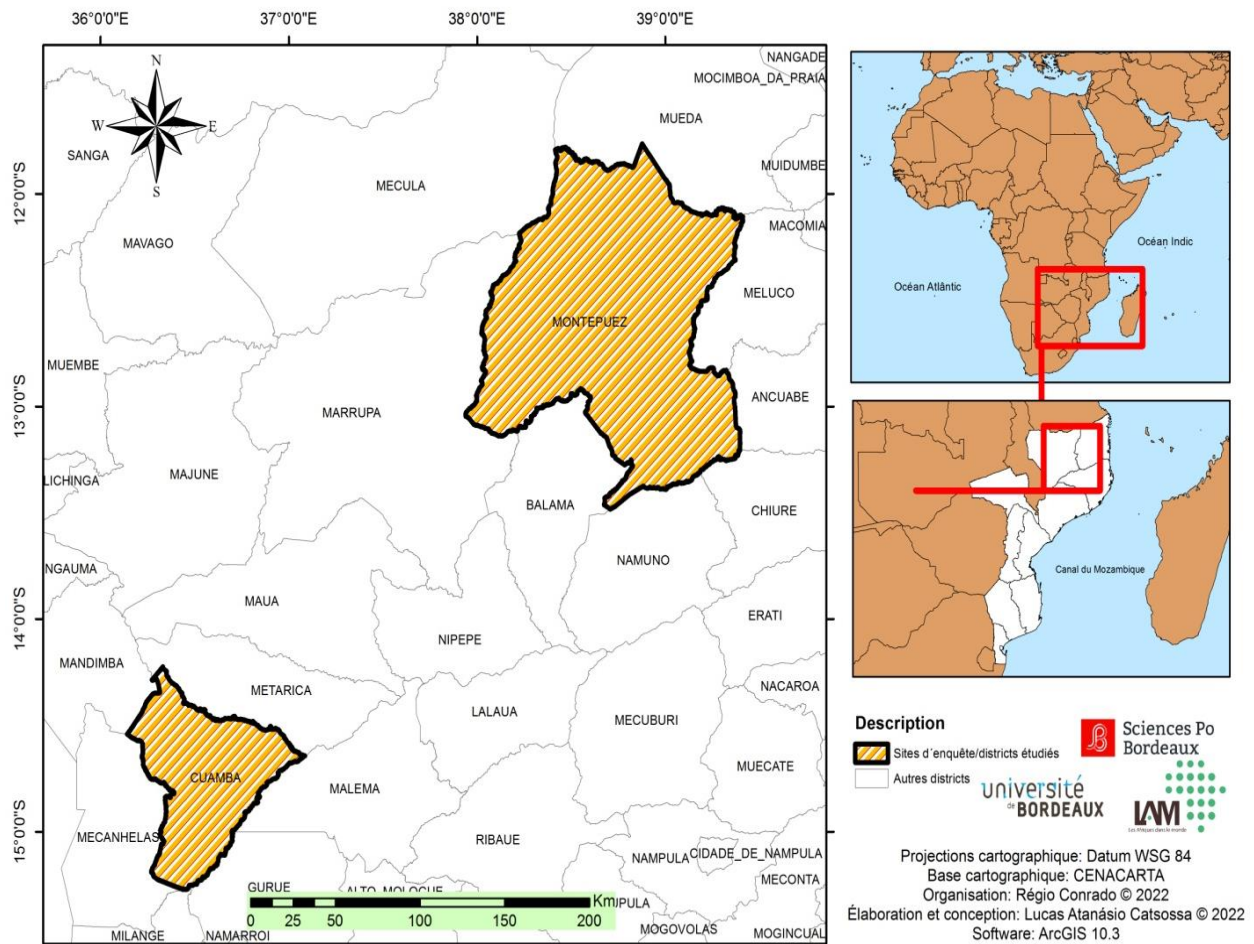 36°0'0"E 37°0'0"E 38°0'0"E 39°0'0"E
12°0'0"S
13°0'0"S
14°0'0"S
15°0'0"S
N
W E
S
NANGADE
MOCIMBOA_DA_PRAIA
MUEDA
SANGA
MUIDUMBE
MECULA
MACOMIA
MAVAGO
MELUCO
MONTEPUEZ
MUEMBE
ANCUABE
MARRUPA
LICHINGA
MAJUNE
BALAMA
CHIURE
NAMUNO
NGAUMA
MAUA
ERATI
NIPEPE
MANDIMBA
METARICA
NACAROA
LALAUA
MECUBURI
MUECATE
CUAMBA
MALEMA
MECANHELAS
RIBAUE
NAMPULA
CIDADE_DE_NAMPULA
MECONTA
GURUE
UPULA
0 25 50 100 150 200
Km
MILANGE
NAMARROI
MOGOVOLAS
MOGINCUAL
Océan Indic
Océan Atlântic
Canal du Mozambique
Description
Sites d´enquête/districts étudiés
Autres districts
Sciences Po
Bordeaux
université
de BORDEAUX
LAM
Les Afriques dans le monde
Projections cartographique: Datum WSG 84
Base cartographique: CENACARTA
Organisation: Régio Conrado © 2022
Élaboration et conception: Lucas Atanásio Catsossa © 2022
Software: ArcGIS 10.3